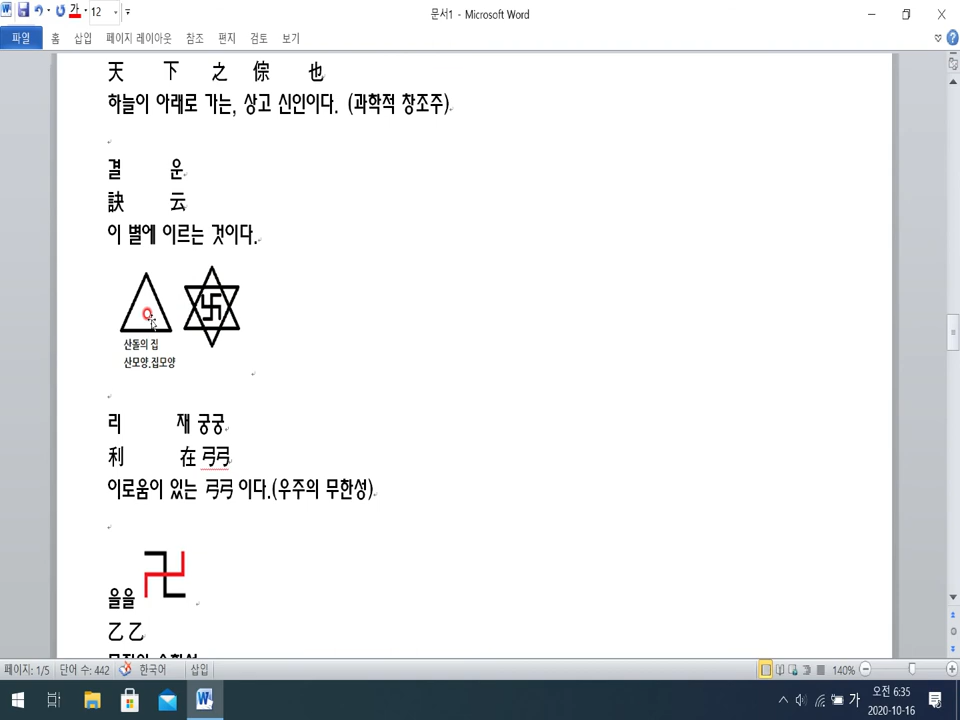 문서1 - Microsoft Word
가 12
파일 홈 삽입 페이지 레이아웃 참조 편지 검토 보기
天 下 之 倧 也
하늘이 아래로 가는, 상고 신인이다. (과학적 창조주)
결 운
訣 云
이 별에 이르는 것이다.
산돌의 집
산모양.집모양
리 재 궁궁
利 在 弓弓
이로움이 있는 弓弓 이다.(우주의 무한성)
을을
乙 乙
페이지: 1/5 단어 수: 442 한국어 삽입 140%
가 오전 6:35
2020-10-16